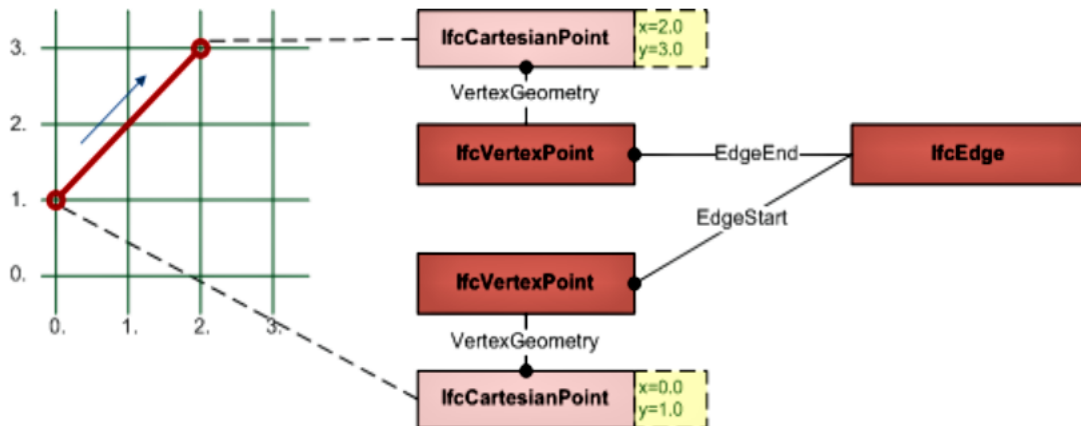 3.
2.
1.
0.
0. 1. 2. 3.
IfcCartesianPoint
x=2.0
y=3.0
VertexGeometry
IfcVertexPoint
EdgeEnd
IfcEdge
EdgeStart
IfcVertexPoint
VertexGeometry
IfcCartesianPoint
x=0.0
y=1.0